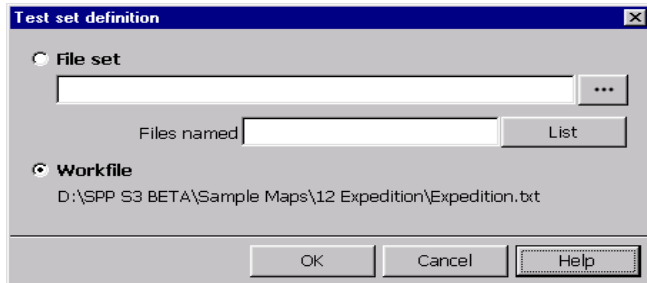 Test set definition
File set
...
Files named
List
Workfile
D:\SPP S3 BETA\Sample Maps\12 Expedition\Expedition.txt
OK Cancel Help